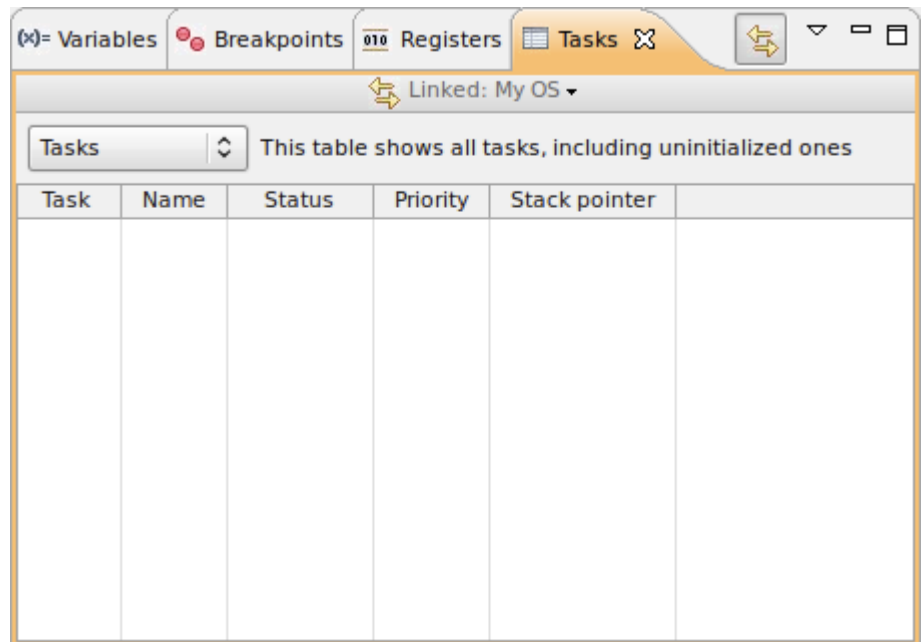 (x)= Variables Breakpoints 010 Registers Tasks
Linked: My OS
Tasks This table shows all tasks, including uninitialized ones
Task Name Status Priority Stack pointer